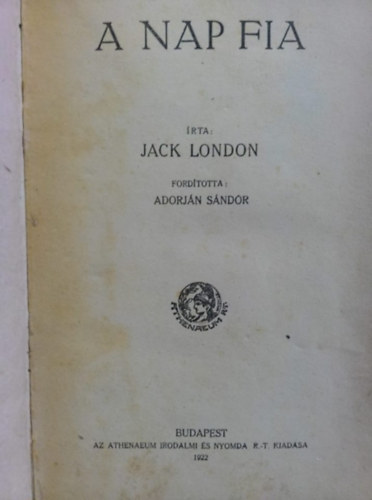 A NAP FIA
ÍRTA:
JACK LONDON
FORDÍTOTTA:
ADORJÁN SÁNDOR
ATHENAEUM RT.
BUDAPEST
AZ ATHENAEUM IRODALMI ÉS NYOMDA R.-T. KIADÁSA
1922